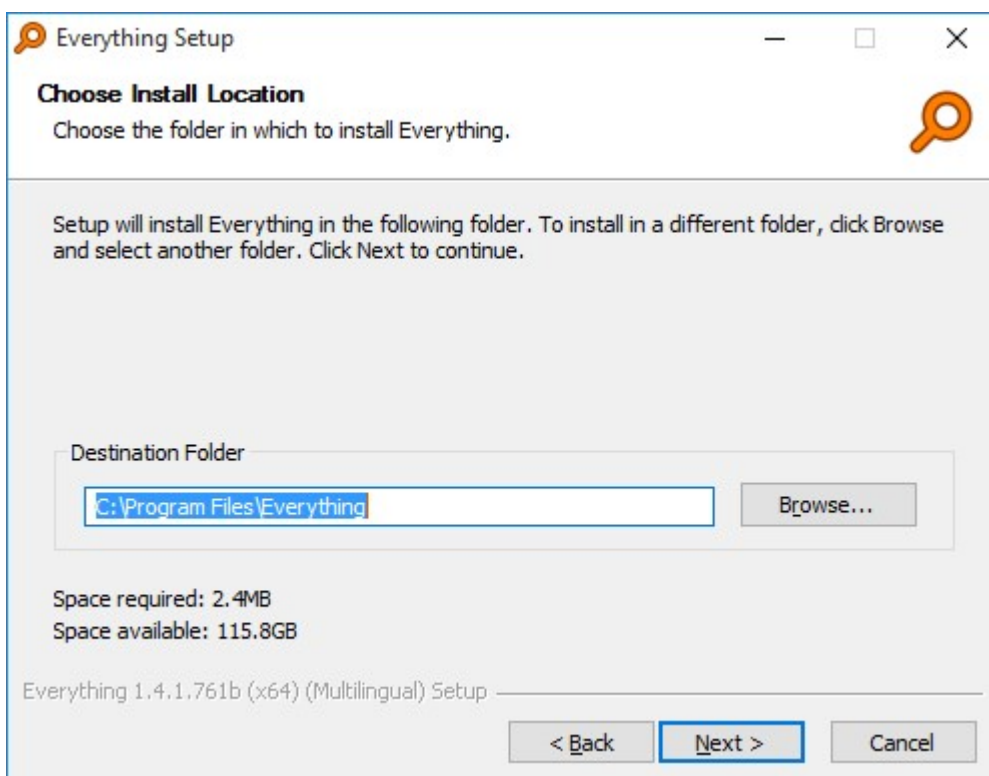 Everything Setup
Choose Install Location
Choose the folder in which to install Everything.
Setup will install Everything in the following folder. To install in a different folder, click Browse
and select another folder. Click Next to continue.
Destination Folder
C:\Program Files\Everything
Browse...
Space required: 2.4MB
Space available: 115.8GB
Everything 1.4.1.761b (x64) (Multilingual) Setup
< Back
Next >
Cancel